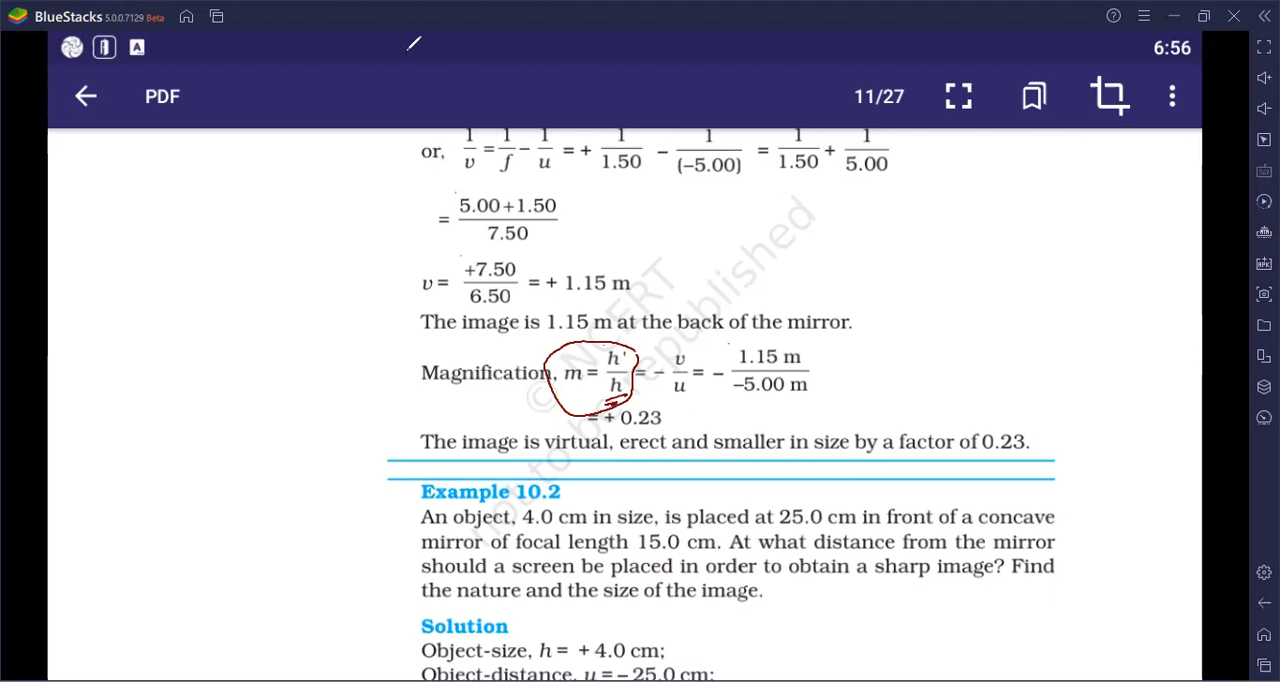 BlueStacks 5.0.0.7129 Beta
A 6:56
PDF 11/27
or, 1/v = 1/f − 1/u = + 1/1.50 − 1/(–5.00) = 1/1.50 + 1/5.00
= 5.00+1.50/7.50
v = +7.50/6.50 = + 1.15 m
The image is 1.15 m at the back of the mirror.
Magnification, m = h'/h = − v/u = − 1.15 m/–5.00 m
= + 0.23
The image is virtual, erect and smaller in size by a factor of 0.23.
Example 10.2
An object, 4.0 cm in size, is placed at 25.0 cm in front of a concave
mirror of focal length 15.0 cm. At what distance from the mirror
should a screen be placed in order to obtain a sharp image? Find
the nature and the size of the image.
Solution
Object-size, h = + 4.0 cm;
Object-distance, u = – 25.0 cm;
© NCERT
not to be republished